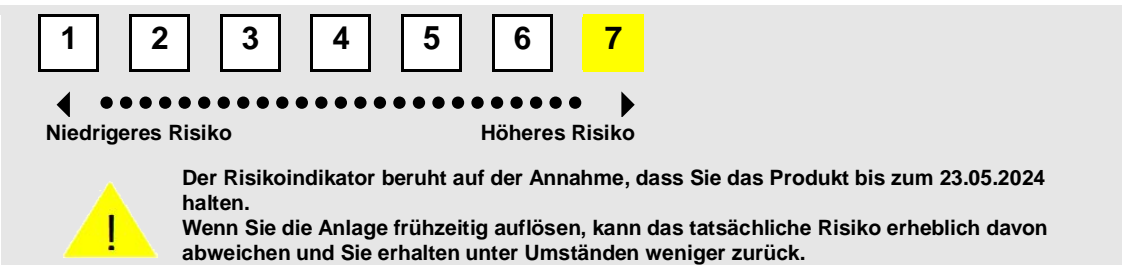 1 2 3 4 5 6 7
Niedrigeres Risiko Höheres Risiko
Der Risikoindikator beruht auf der Annahme, dass Sie das Produkt bis zum 23.05.2024
halten.
Wenn Sie die Anlage frühzeitig auflösen, kann das tatsächliche Risiko erheblich davon
! abweichen und Sie erhalten unter Umständen weniger zurück.